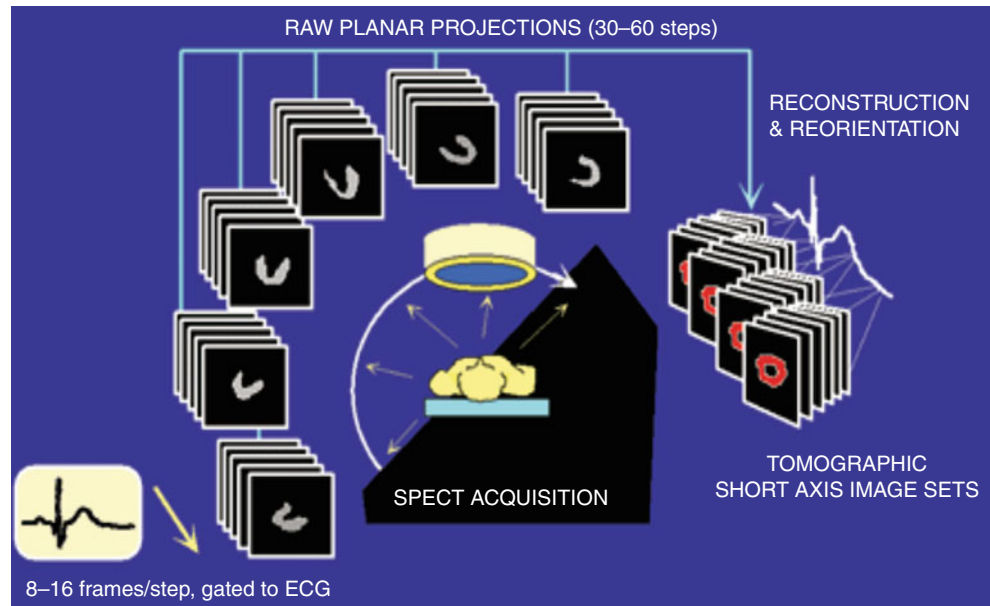 RAW PLANAR PROJECTIONS (30–60 steps)
RECONSTRUCTION
& REORIENTATION
SPECT ACQUISITION
TOMOGRAPHIC
SHORT AXIS IMAGE SETS
8–16 frames/step, gated to ECG